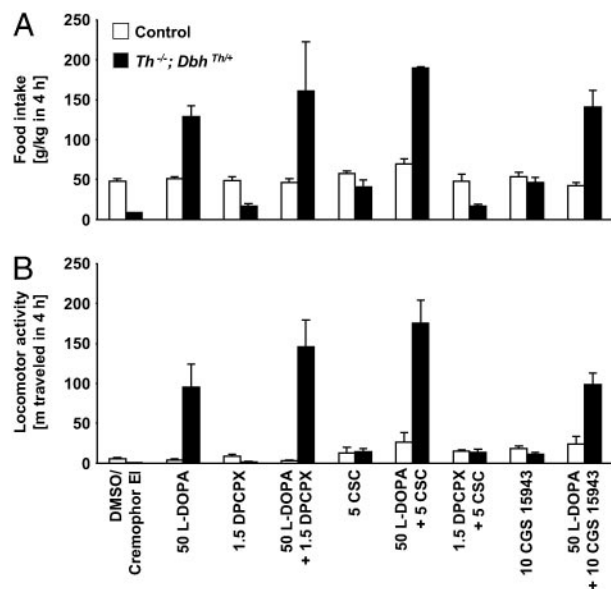 A
Food intake
[g/kg in 4 h]
250
200
150
100
50
0
Control
Th -/-; Dbh Th/+
B
Locomotor activity
[m traveled in 4 h]
250
200
150
100
50
0
DMSO/
Cremophor El
50 L-DOPA
1.5 DPCPX
50 L-DOPA
+ 1.5 DPCPX
5 CSC
50 L-DOPA
+ 5 CSC
1.5 DPCPX
+ 5 CSC
10 CGS 15943
50 L-DOPA
+ 10 CGS 15943